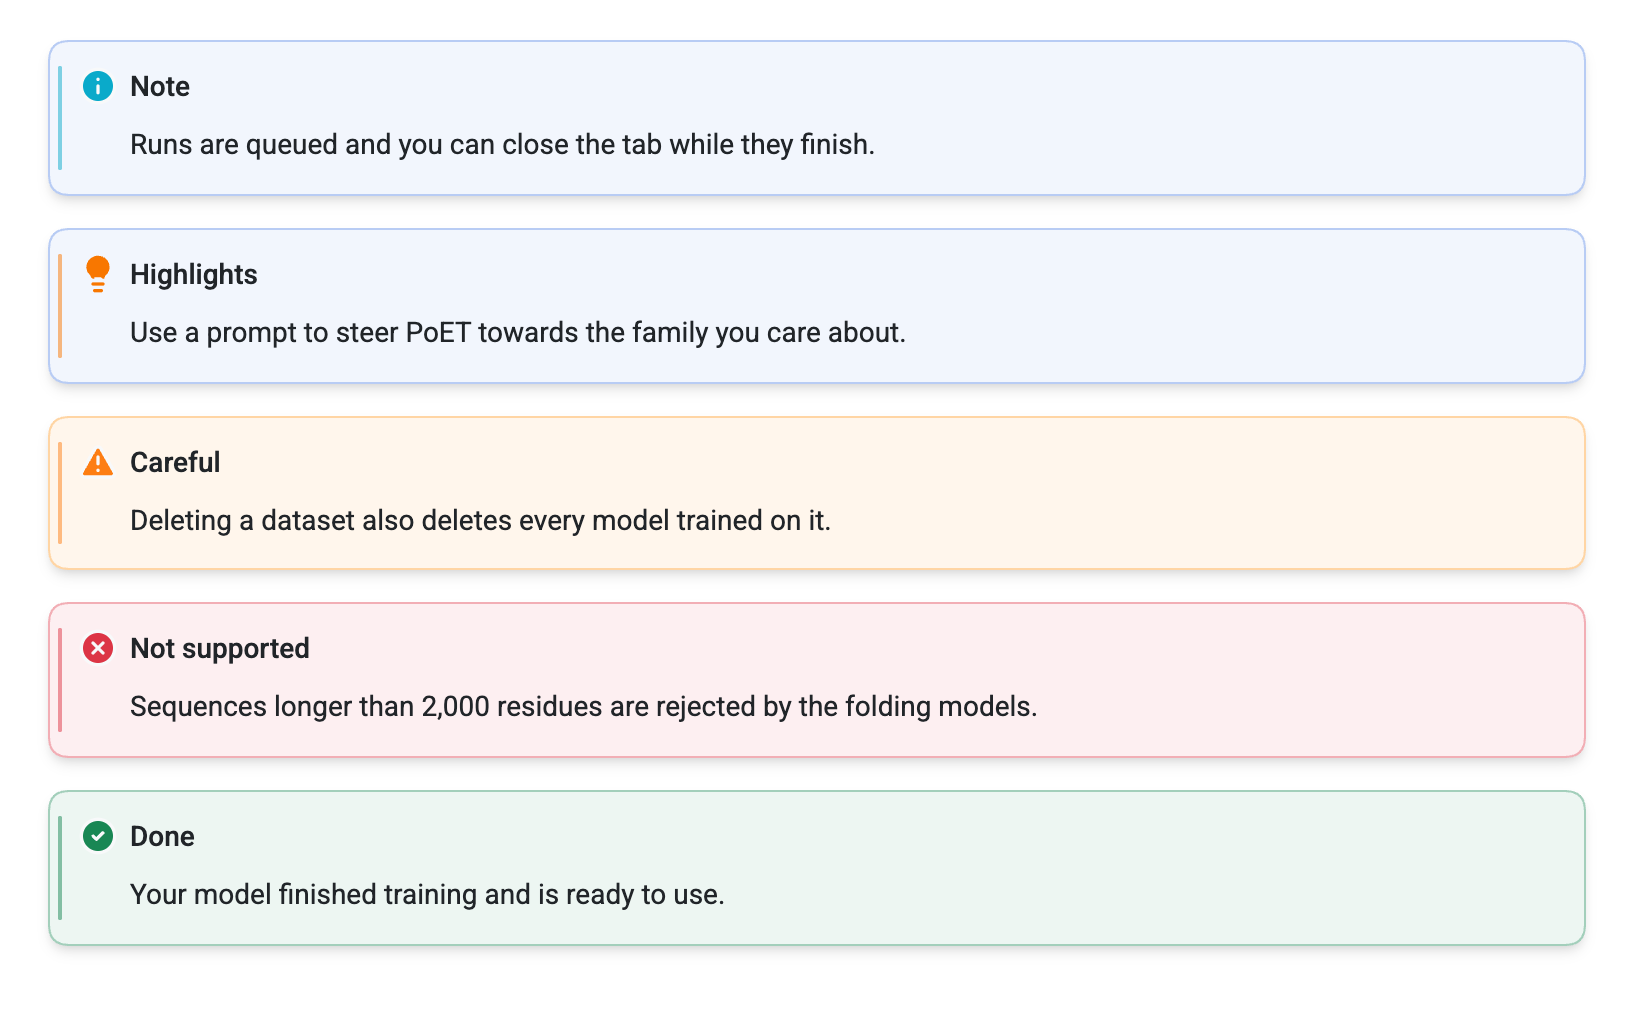 Note
Runs are queued and you can close the tab while they finish.
Highlights
Use a prompt to steer PoET towards the family you care about.
Careful
Deleting a dataset also deletes every model trained on it.
Not supported
Sequences longer than 2,000 residues are rejected by the folding models.
Done
Your model finished training and is ready to use.